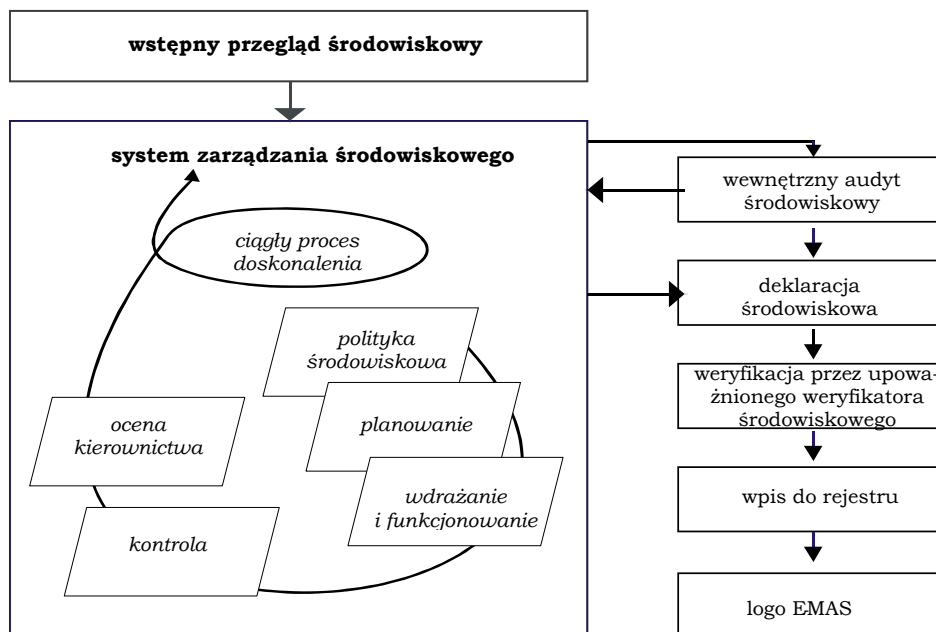 wstępny przegląd środowiskowy
system zarządzania środowiskowego
ciągły proces
doskonalenia
polityka
środowiskowa
planowanie
wdrażanie
i funkcjonowanie
kontrola
ocena
kierownictwa
wewnętrzny audyt
środowiskowy
deklaracja
środowiskowa
weryfikacja przez upowa-
żnionego weryfikatora
środowiskowego
wpis do rejestru
logo EMAS